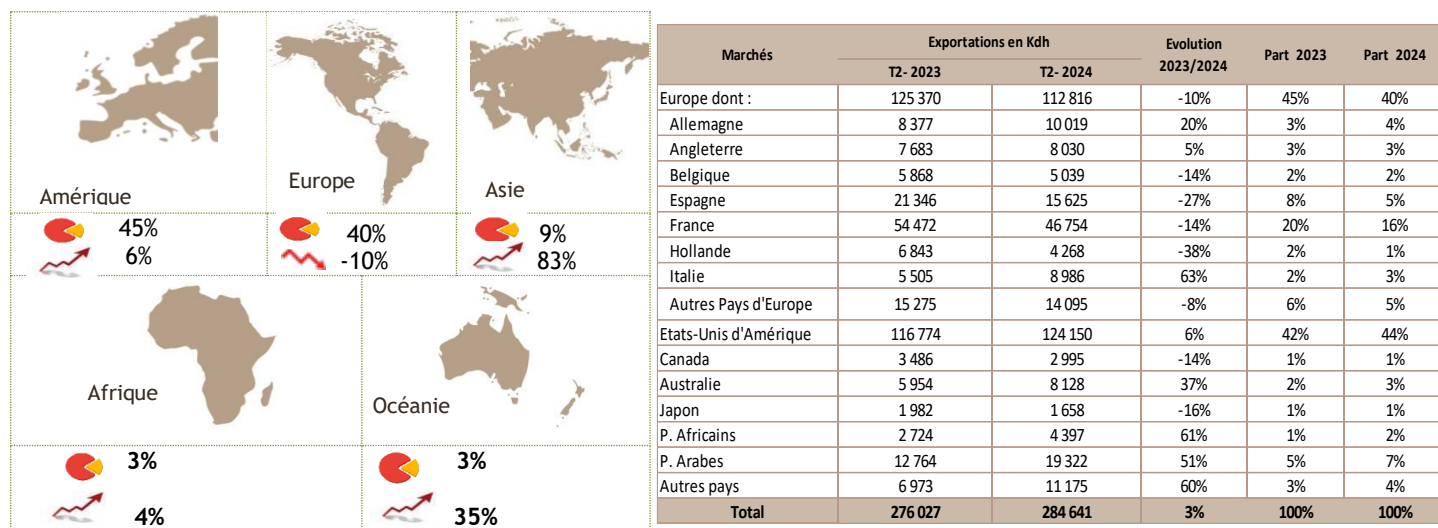 Amérique
Europe
Asie
45%
6%
40%
-10%
9%
83%
Afrique
Océanie
3%
4%
3%
35%
Marchés Exportations en Kdh Evolution 2023/2024 Part 2023 Part 2024
T2- 2023 T2- 2024
Europe dont : 125 370 112 816 -10% 45% 40%
Allemagne 8 377 10 019 20% 3% 4%
Angleterre 7 683 8 030 5% 3% 3%
Belgique 5 868 5 039 -14% 2% 2%
Espagne 21 346 15 625 -27% 8% 5%
France 54 472 46 754 -14% 20% 16%
Hollande 6 843 4 268 -38% 2% 1%
Italie 5 505 8 986 63% 2% 3%
Autres Pays d'Europe 15 275 14 095 -8% 6% 5%
Etats-Unis d'Amérique 116 774 124 150 6% 42% 44%
Canada 3 486 2 995 -14% 1% 1%
Australie 5 954 8 128 37% 2% 3%
Japon 1 982 1 658 -16% 1% 1%
P. Africains 2 724 4 397 61% 1% 2%
P. Arabes 12 764 19 322 51% 5% 7%
Autres pays 6 973 11 175 60% 3% 4%
Total 276 027 284 641 3% 100% 100%